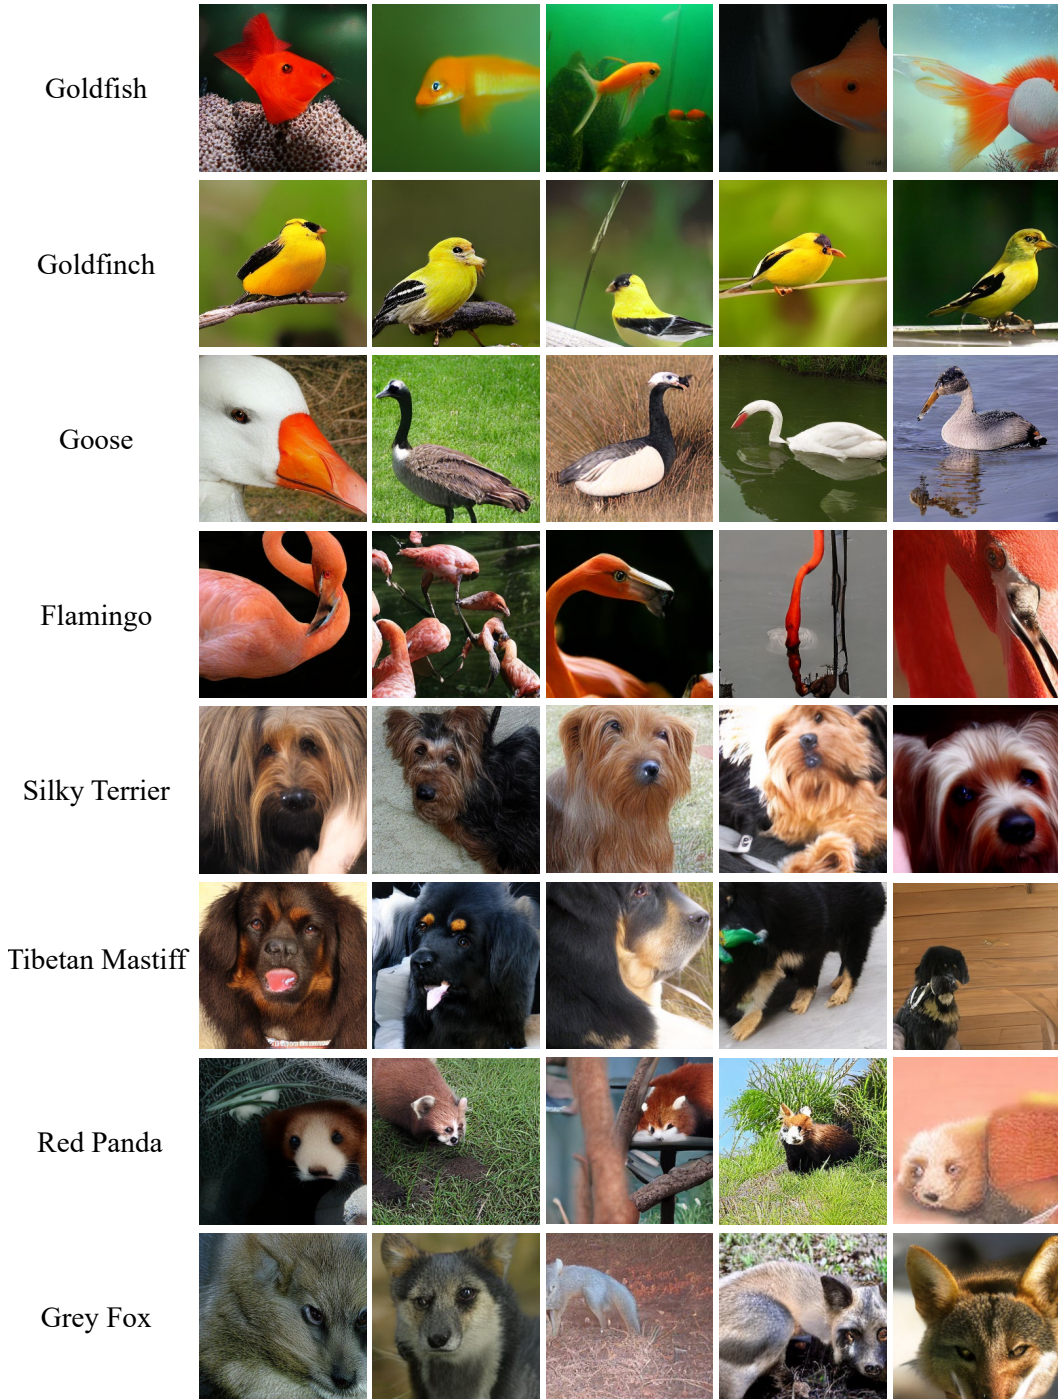 Goldfish
Goldfinch
Goose
Flamingo
Silky Terrier
Tibetan Mastiff
Red Panda
Grey Fox